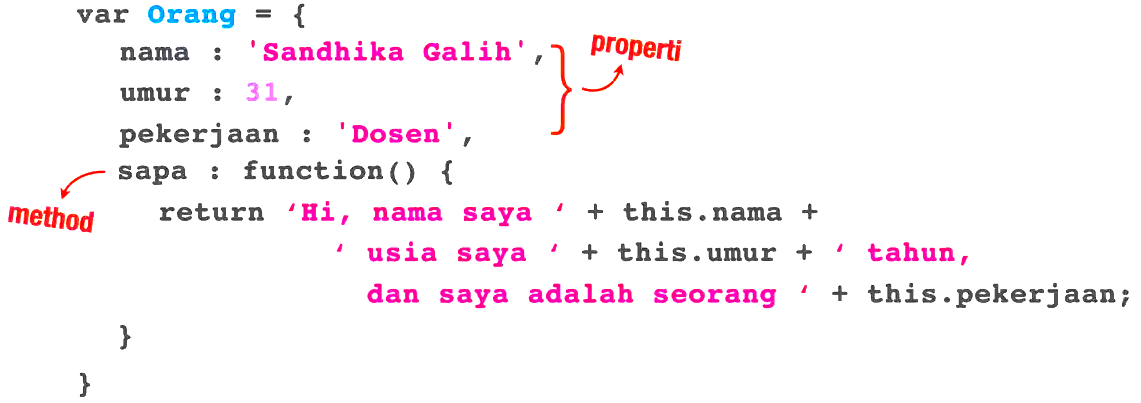 var Orang = {
nama : 'Sandhika Galih',
properti
umur : 31,
pekerjaan : 'Dosen',
sapa : function() {
method
return ‘Hi, nama saya ‘ + this.nama +
‘ usia saya ‘ + this.umur + ‘ tahun,
dan saya adalah seorang ‘ + this.pekerjaan;
}
}